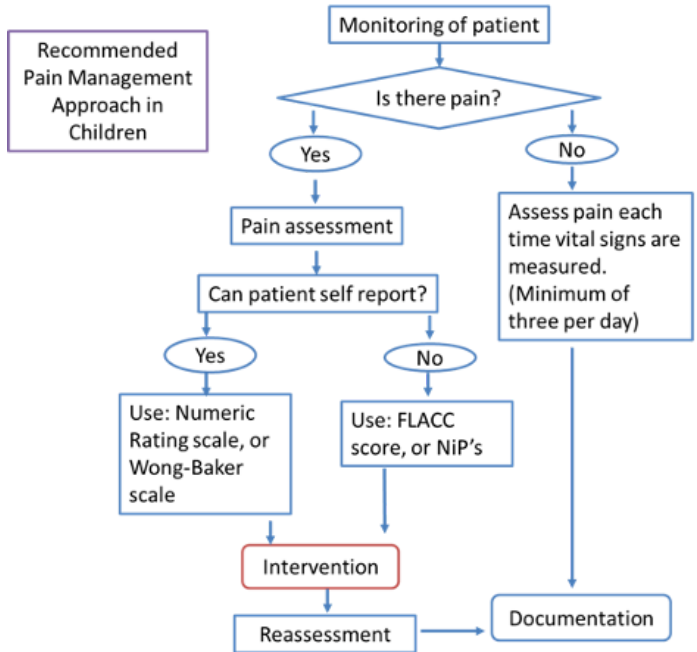 Recommended
Pain Management
Approach in
Children
Monitoring of patient
Is there pain?
Yes
No
Pain assessment
Assess pain each
time vital signs are
measured.
(Minimum of
three per day)
Can patient self report?
Yes
No
Use: Numeric
Rating scale, or
Wong-Baker
scale
Use: FLACC
score, or NiP's
Intervention
Reassessment
Documentation